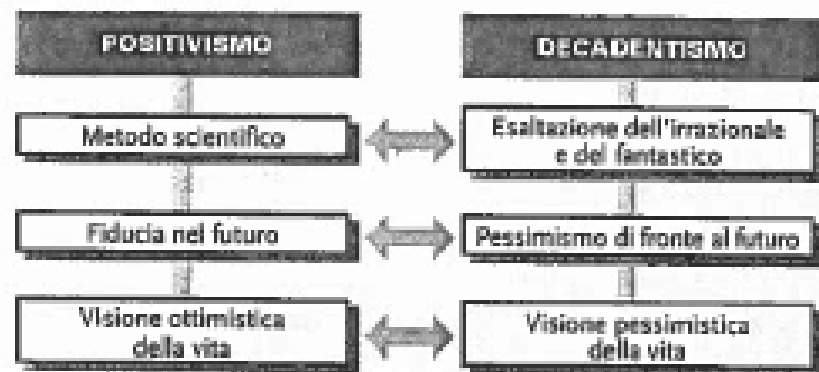 POSITIVISMO
DECADENTISMO
Metodo scientifico
Esaltazione dell'irrazionale
e del fantastico
Fiducia nel futuro
Pessimismo di fronte al futuro
Visione ottimistica
della vita
Visione pessimistica
della vita